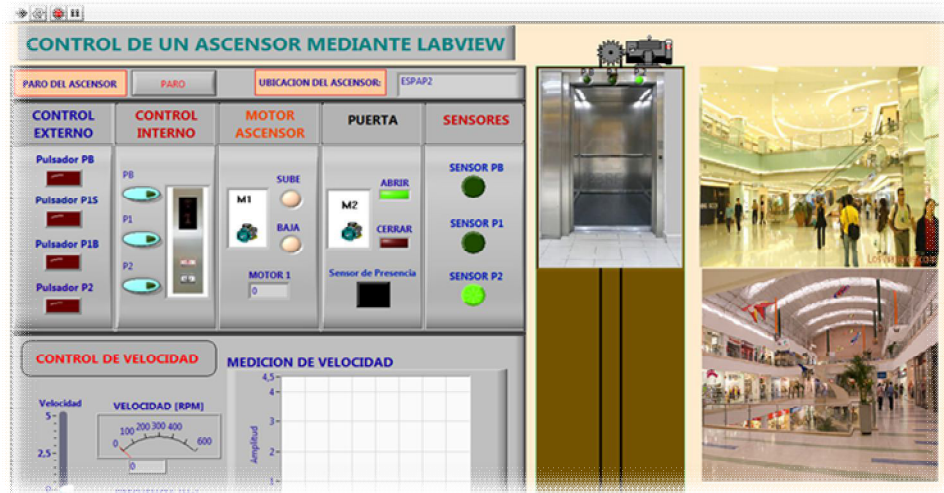 CONTROL DE UN ASCENSOR MEDIANTE LABVIEW
PARO DEL ASCENSOR
PARO
UBICACION DEL ASCENSOR:
ESPAP2
CONTROL
EXTERNO
CONTROL
INTERNO
MOTOR
ASCENSOR
PUERTA
SENSORES
Pulsador PB
Pulsador P1S
Pulsador P1B
Pulsador P2
PB
P1
P2
M1
SUBE
BAJA
MOTOR 1
0
M2
ABRIR
CERRAR
Sensor de Presencia
SENSOR PB
SENSOR P1
SENSOR P2
CONTROL DE VELOCIDAD
Velocidad
5-
2,5-
0-
VELOCIDAD [RPM]
0 100 200 300 400 600
0
MEDICION DE VELOCIDAD
Amplitud
4,5-
4-
3-
2-
1-